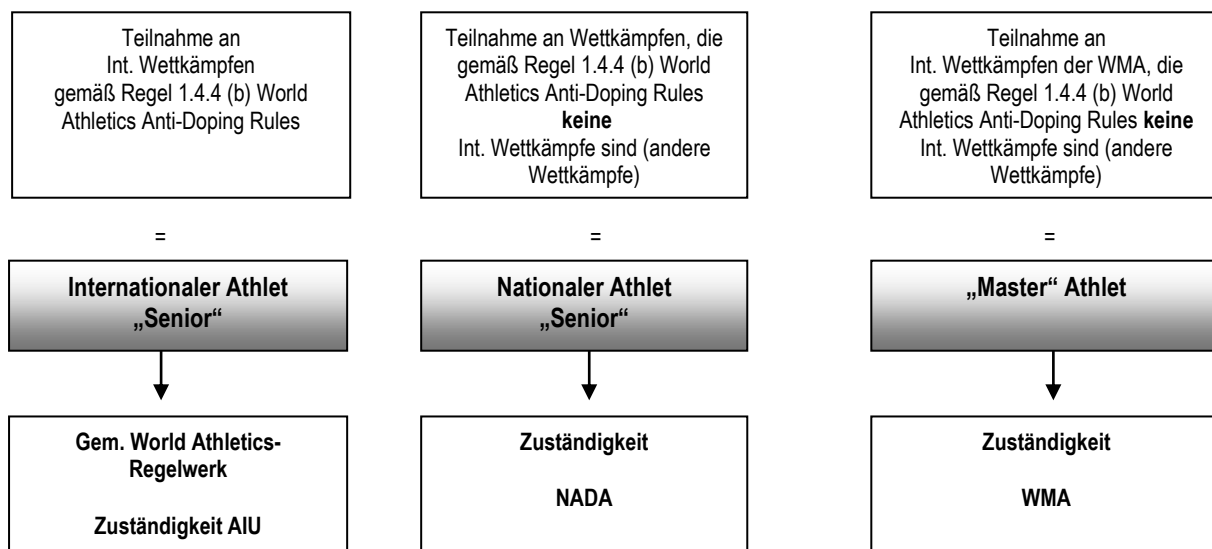 Teilnahme an
Int. Wettkämpfen
gemäß Regel 1.4.4 (b) World
Athletics Anti-Doping Rules
=
Internationaler Athlet
„Senior“
Gem. World Athletics-
Regelwerk
Zuständigkeit AIU
Teilnahme an Wettkämpfen, die
gemäß Regel 1.4.4 (b) World
Athletics Anti-Doping Rules
keine
Int. Wettkämpfe sind (andere
Wettkämpfe)
=
Nationaler Athlet
„Senior“
Zuständigkeit
NADA
Teilnahme an
Int. Wettkämpfen der WMA, die
gemäß Regel 1.4.4 (b) World
Athletics Anti-Doping Rules keine
Int. Wettkämpfe sind (andere
Wettkämpfe)
=
„Master“ Athlet
Zuständigkeit
WMA